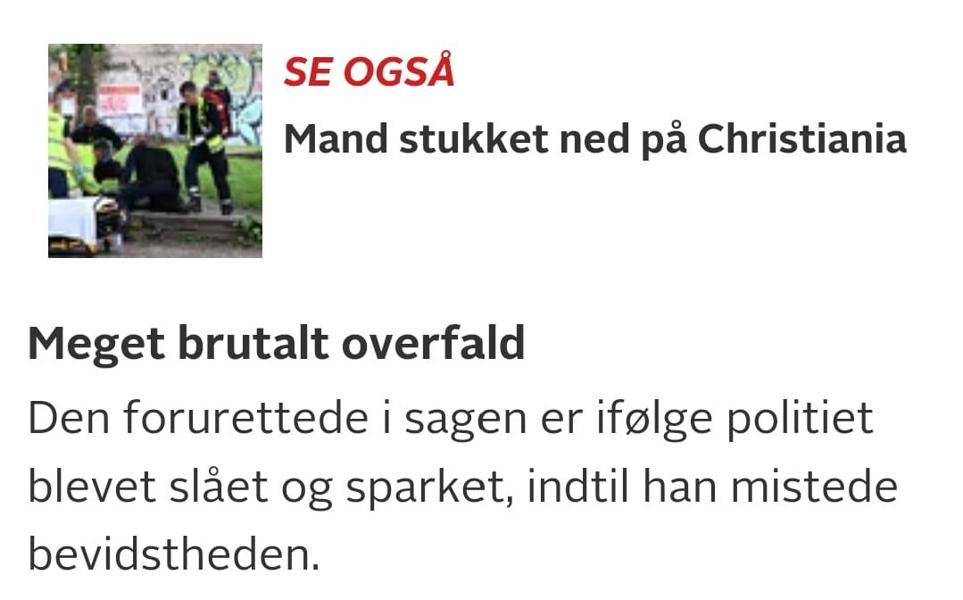 SE OGSÅ
Mand stukket ned på Christiania
Meget brutalt overfald
Den forurettede i sagen er ifølge politiet
blevet slået og sparket, indtil han mistede
bevidstheden.